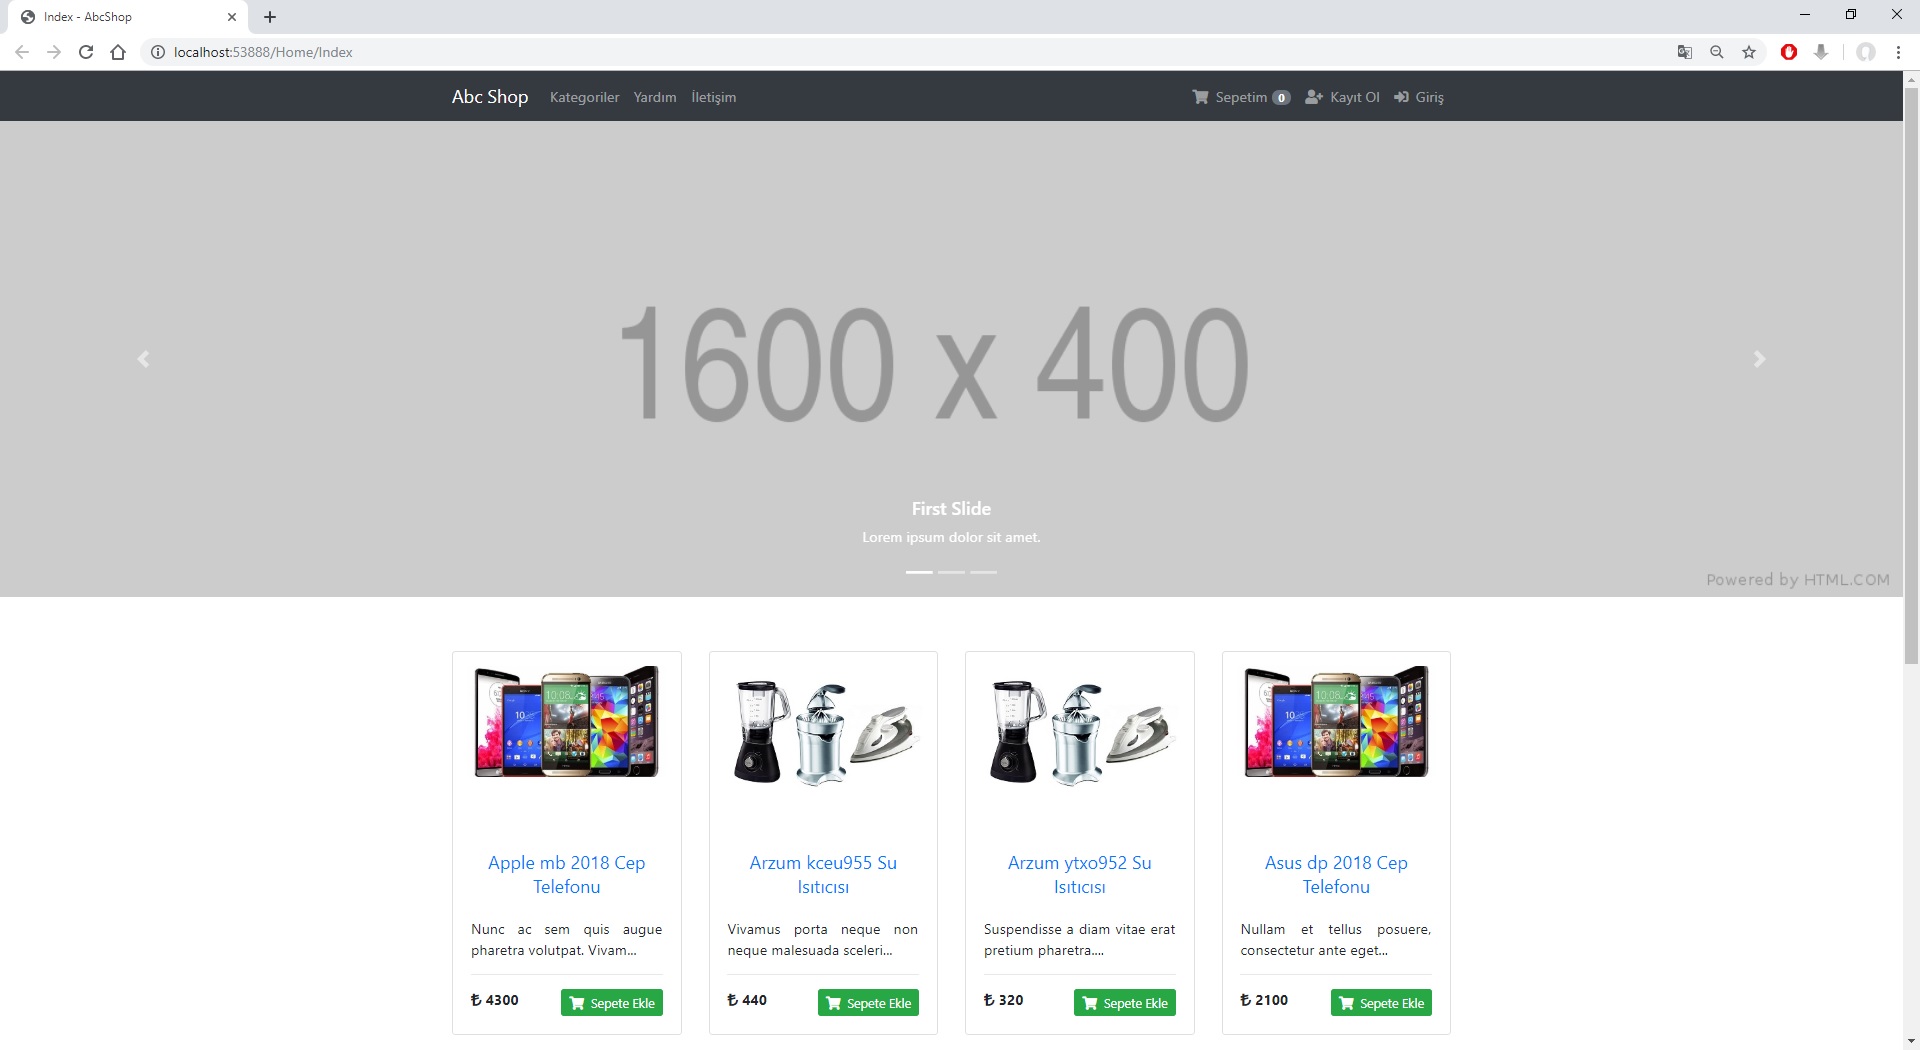 Index - AbcShop
localhost:53888/Home/Index
Abc Shop Kategoriler Yardım İletişim Sepetim 0 Kayıt Ol Giriş
1600 x 400
First Slide
Lorem ipsum dolor sit amet.
Powered by HTML.COM
Apple mb 2018 Cep
Telefonu
Nunc ac sem quis augue
pharetra volutpat. Vivam...
₺ 4300 Sepete Ekle
Arzum kceu955 Su
Isıtıcısı
Vivamus porta neque non
neque malesuada sceleri...
₺ 440 Sepete Ekle
Arzum ytxo952 Su
Isıtıcısı
Suspendisse a diam vitae erat
pretium pharetra....
₺ 320 Sepete Ekle
Asus dp 2018 Cep
Telefonu
Nullam et tellus posuere,
consectetur ante eget...
₺ 2100 Sepete Ekle